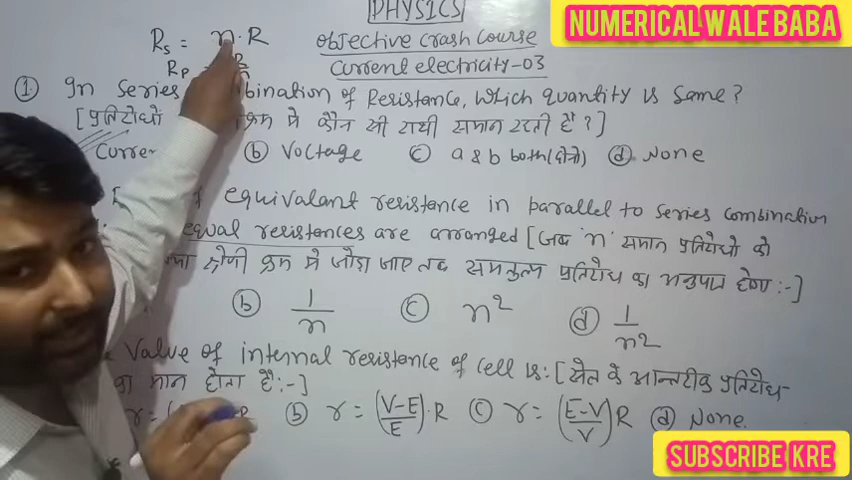 PHYSICS
NUMERICAL WALE BABA
Rs = n·R
Objective crash course
Rp
R
Current electricity-03
① In Series of Resistance, which quantity is same?
[प्रतिरोधों क्रम में कौन सी राशी समान रहती है?]
Curren ⓑ Voltage ⓒ a & b both (दोनों) ⓓ None
equivalant resistance in parallel to series combination
equal resistances are arranged [जब 'n' समान प्रतिरोधो को
श्रेणी क्रम में जोड़ा जाए तब समतुल्य प्रतिरोध का अनुपात होगा :-]
ⓑ 1/n ⓒ n² ⓓ 1/n²
Value of internal resistance of cell is: [सेल के आन्तरीक प्रतिरोध-
का मान होता है:-]
r = ⓑ r = (V-E/E)·R ⓒ r = (E-V/V) R ⓓ None.
SUBSCRIBE KRE